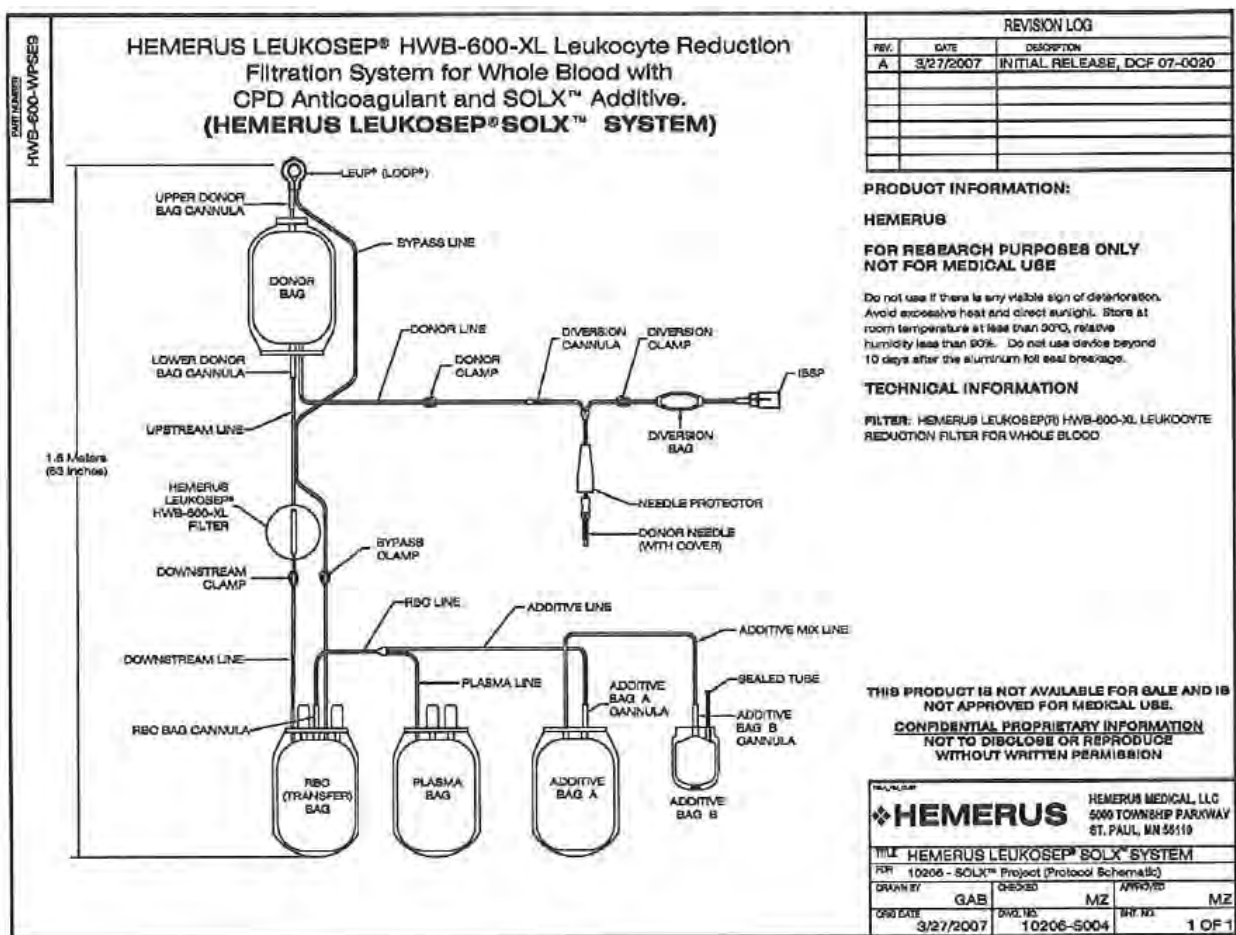 PART NUMBER
HWB-600-WPSE9
HEMERUS LEUKOSEP® HWB-600-XL Leukocyte Reduction
Filtration System for Whole Blood with
CPD Anticoagulant and SOLX™ Additive.
(HEMERUS LEUKOSEP® SOLX™ SYSTEM)
REVISION LOG
REV. DATE DESCRIPTION
A 3/27/2007 INITIAL RELEASE, DCF 07-0020
LEUP® (LOOP®)
UPPER DONOR
BAG CANNULA
BYPASS LINE
DONOR
BAG
DONOR LINE
DONOR
CLAMP
DIVERSION
CANNULA
DIVERSION
CLAMP
ISSP
LOWER DONOR
BAG CANNULA
UPSTREAM LINE
DIVERSION
BAG
1.6 Meters
(63 Inches)
HEMERUS
LEUKOSEP®
HWB-600-XL
FILTER
NEEDLE PROTECTOR
DONOR NEEDLE
(WITH COVER)
BYPASS
CLAMP
DOWNSTREAM
CLAMP
RBC LINE
ADDITIVE LINE
ADDITIVE MIX LINE
DOWNSTREAM LINE
PLASMA LINE
SEALED TUBE
ADDITIVE
BAG A
CANNULA
ADDITIVE
BAG B
CANNULA
RBC BAG CANNULA
RBC
(TRANSFER)
BAG
PLASMA
BAG
ADDITIVE
BAG A
ADDITIVE
BAG B
PRODUCT INFORMATION:
HEMERUS
FOR RESEARCH PURPOSES ONLY
NOT FOR MEDICAL USE
Do not use if there is any visible sign of deterioration.
Avoid excessive heat and direct sunlight. Store at
room temperature at less than 30°C, relative
humidity less than 90%. Do not use device beyond
10 days after the aluminum foil seal breakage.
TECHNICAL INFORMATION
FILTER: HEMERUS LEUKOSEP(R) HWB-600-XL LEUKOCYTE
REDUCTION FILTER FOR WHOLE BLOOD
THIS PRODUCT IS NOT AVAILABLE FOR SALE AND IS
NOT APPROVED FOR MEDICAL USE.
CONFIDENTIAL PROPRIETARY INFORMATION
NOT TO DISCLOSE OR REPRODUCE
WITHOUT WRITTEN PERMISSION
HEMERUS
HEMERUS MEDICAL, LLC
5000 TOWNSHIP PARKWAY
ST. PAUL, MN 55110
TITLE HEMERUS LEUKOSEP® SOLX™ SYSTEM
FOR 10206 - SOLX™ Project (Protocol Schematic)
DRAWN BY GAB CHECKED MZ APPROVED MZ
ORIG DATE 3/27/2007 DWG. NO. 10206-S004 SHT. NO. 1 OF 1